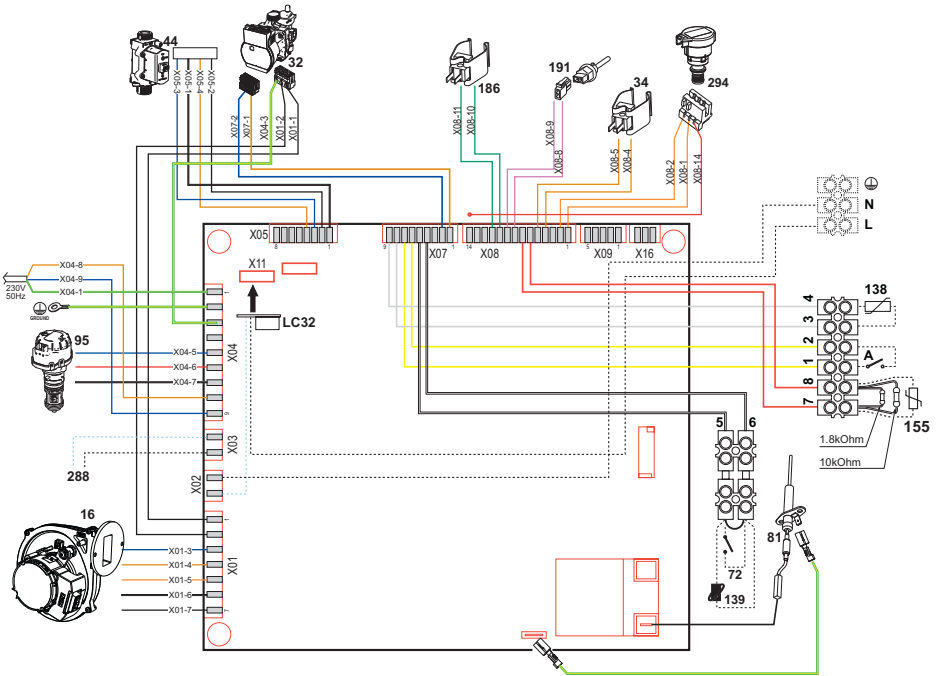 44
32
186
191
34
294
X05-3
X05-1
X05-4
X05-2
X07-2
X07-1
X04-3
X01-2
X01-1
X08-11
X08-10
X08-9
X08-8
X08-5
X08-4
X08-2
X08-1
X08-14
N
L
X05
8
1
9
X07
1
14
X08
1
5
X09
1
X16
X11
LC32
X04-8
X04-9
X04-1
230V
50Hz
GROUND
95
X04-5
X04-6
X04-7
1
X04
9
X03
288
X02
16
X01-3
X01-4
X01-5
X01-6
X01-7
1
X01
7
4
3
2
1
8
7
138
A
155
1.8kOhm
10kOhm
5
6
72
139
81